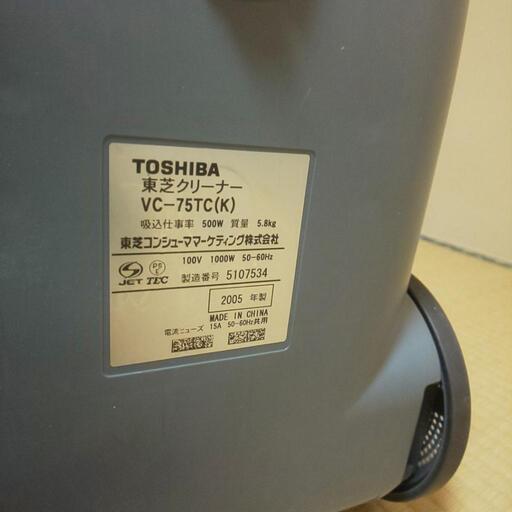 TOSHIBA
東芝クリーナー
VC-75TC(K)
吸込仕事率 500W 質量 5.8kg
東芝コンシューママーケティング株式会社
100V 1000W 50-60Hz
JET TEC 製造番号 5107534
2005 年製
MADE IN CHINA
電流ヒューズ 15A 50-60Hz共用